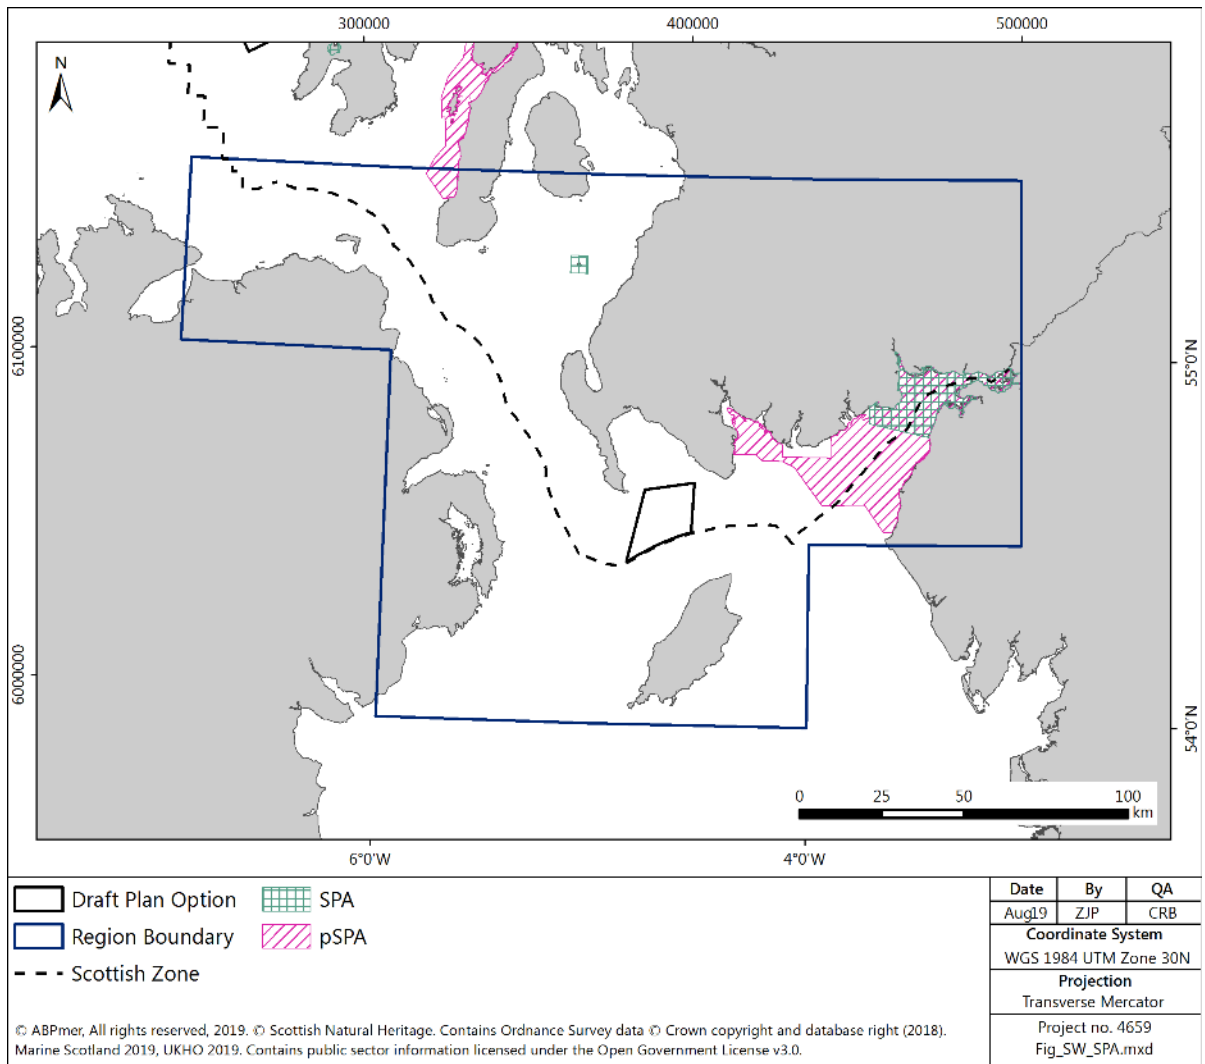 300000 400000 500000
N
6100000
55°0'N
6000000
54°0'N
0 25 50 100
km
6°0'W 4°0'W
Draft Plan Option SPA
Region Boundary pSPA
Scottish Zone
Date By QA
Aug19 ZJP CRB
Coordinate System
WGS 1984 UTM Zone 30N
Projection
Transverse Mercator
Project no. 4659
Fig_SW_SPA.mxd
© ABPmer, All rights reserved, 2019. © Scottish Natural Heritage. Contains Ordnance Survey data © Crown copyright and database right (2018).
Marine Scotland 2019, UKHO 2019. Contains public sector information licensed under the Open Government License v3.0.